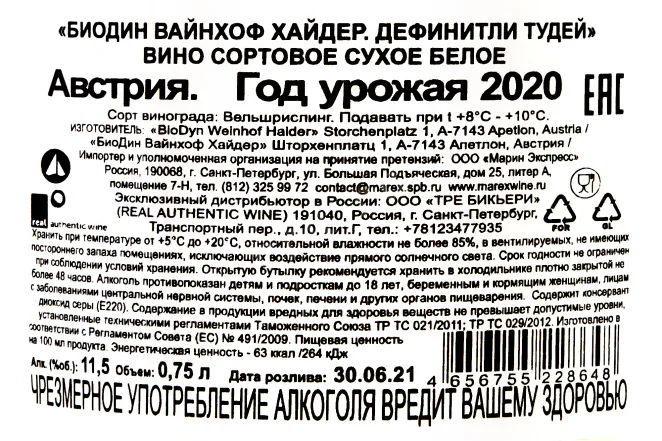 «БИОДИН ВАЙНХОФ ХАЙДЕР. ДЕФИНИТЛИ ТУДЕЙ»
ВИНО СОРТОВОЕ СУХОЕ БЕЛОЕ
Австрия. Год урожая 2020 EAC
Сорт винограда: Вельшрислинг. Подавать при t +8°С - +10°С.
ИЗГОТОВИТЕЛЬ: «BioDyn Weinhof Haider» Storchenplatz 1, A-7143 Apetlon, Austria /
«БиоДин Вайнхоф Хайдер» Шторхенплатц 1, А-7143 Апетлон, Австрия /
Импортер и уполномоченная организация на принятие претензий: ООО «Марин Экспресс»
Россия, 190068, г. Санкт-Петербург, ул. Большая Подъяческая, дом 25, литер А,
помещение 7-Н, тел. (812) 325 99 72 contact@marex.spb.ru www.marexwine.ru
Эксклюзивный дистрибьютор в России: ООО «ТРЕ БИКЬЕРИ»
(REAL AUTHENTIC WINE) 191040, Россия, г. Санкт-Петербург,
Транспортный пер., д.10, лит.Г, тел.: +78123477935
real authentic wine
FOR GL
Хранить при температуре от +5°С до +20°С, относительной влажности не более 85%, в вентилируемых, не имеющих
постороннего запаха помещениях, исключающих воздействие прямого солнечного света. Срок годности не ограничен
при соблюдении условий хранения. Открытую бутылку рекомендуется хранить в холодильнике плотно закрытой не
более 48 часов. Алкоголь противопоказан детям и подросткам до 18 лет, беременным и кормящим женщинам, лицам
с заболеваниями центральной нервной системы, почек, печени и других органов пищеварения. Содержит консервант
диоксид серы (Е220). Содержание в продукции вредных для здоровья веществ не превышает допустимые уровни,
установленные техническими регламентами Таможенного Союза ТР ТС 021/2011; ТР ТС 029/2012. Изготовлено в
соответствии с Регламентом Совета (ЕС) № 491/2009. Пищевая ценность
на 100 мл продукта. Энергетическая ценность - 63 ккал /264 кДж
Алк. (%об.): 11,5 Объем: 0,75 л Дата розлива: 30.06.21
4 656755 228648
ЧРЕЗМЕРНОЕ УПОТРЕБЛЕНИЕ АЛКОГОЛЯ ВРЕДИТ ВАШЕМУ ЗДОРОВЬЮ